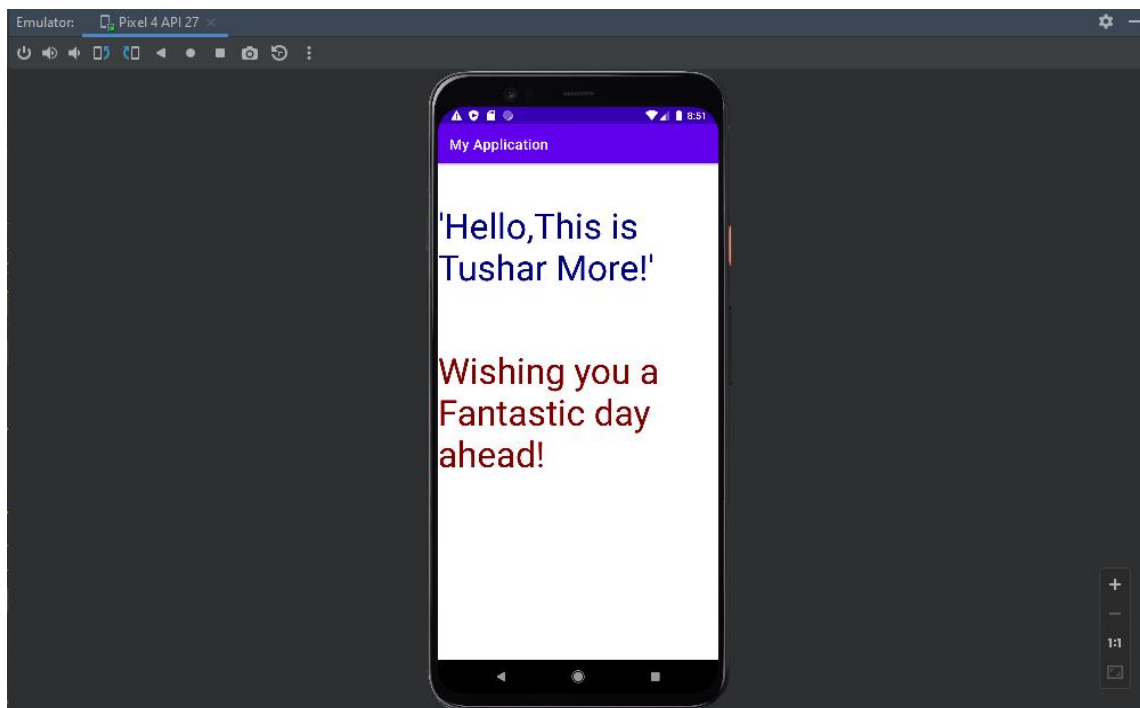 Emulator: Pixel 4 API 27
8:51
My Application
'Hello,This is
Tushar More!'
Wishing you a
Fantastic day
ahead!
1:1